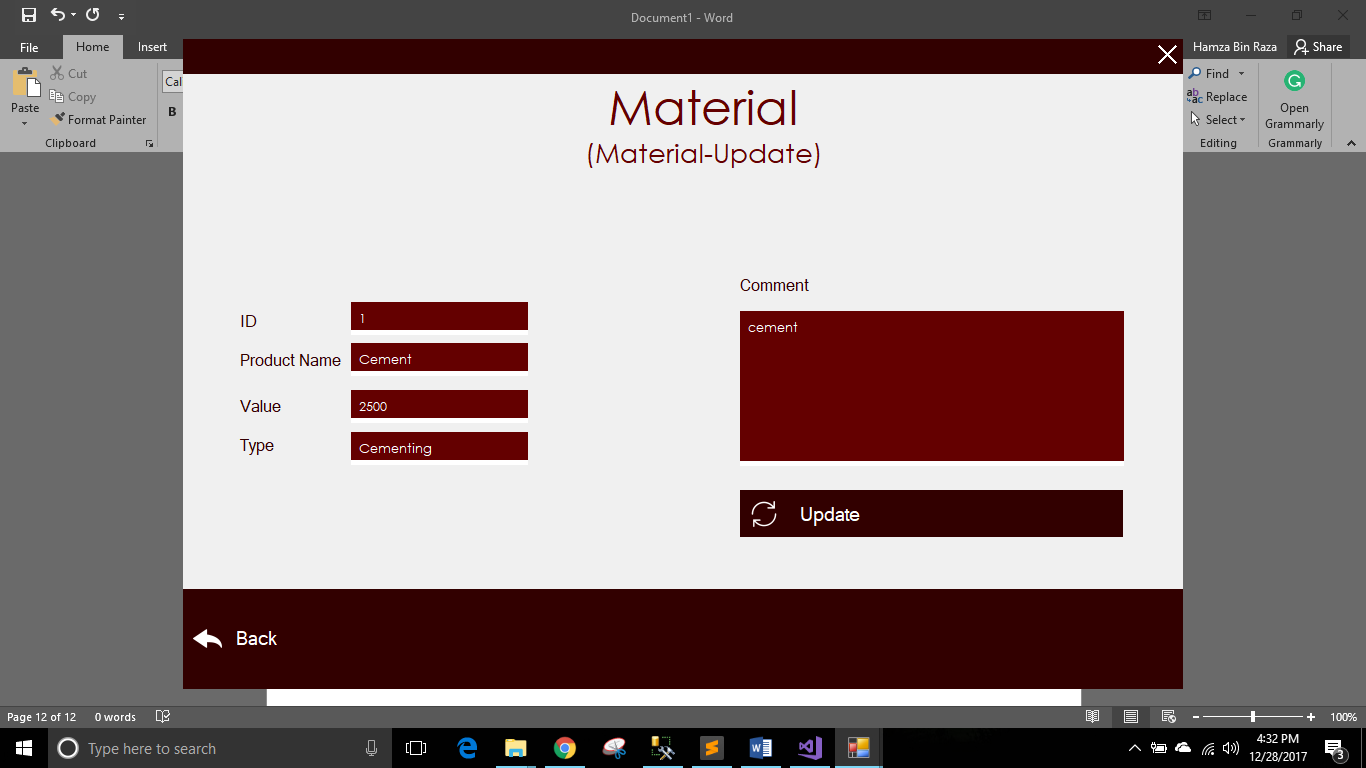 Document1 - Word
File Home Insert
Hamza Bin Raza Share
Paste
Cut
Copy
Format Painter
Clipboard
Cal
B
Find
Replace
Select
Editing
Open
Grammarly
Grammarly
Material
(Material-Update)
ID 1
Product Name Cement
Value 2500
Type Cementing
Comment
cement
Update
Back
Page 12 of 12 0 words
100%
Type here to search
4:32 PM
12/28/2017
3